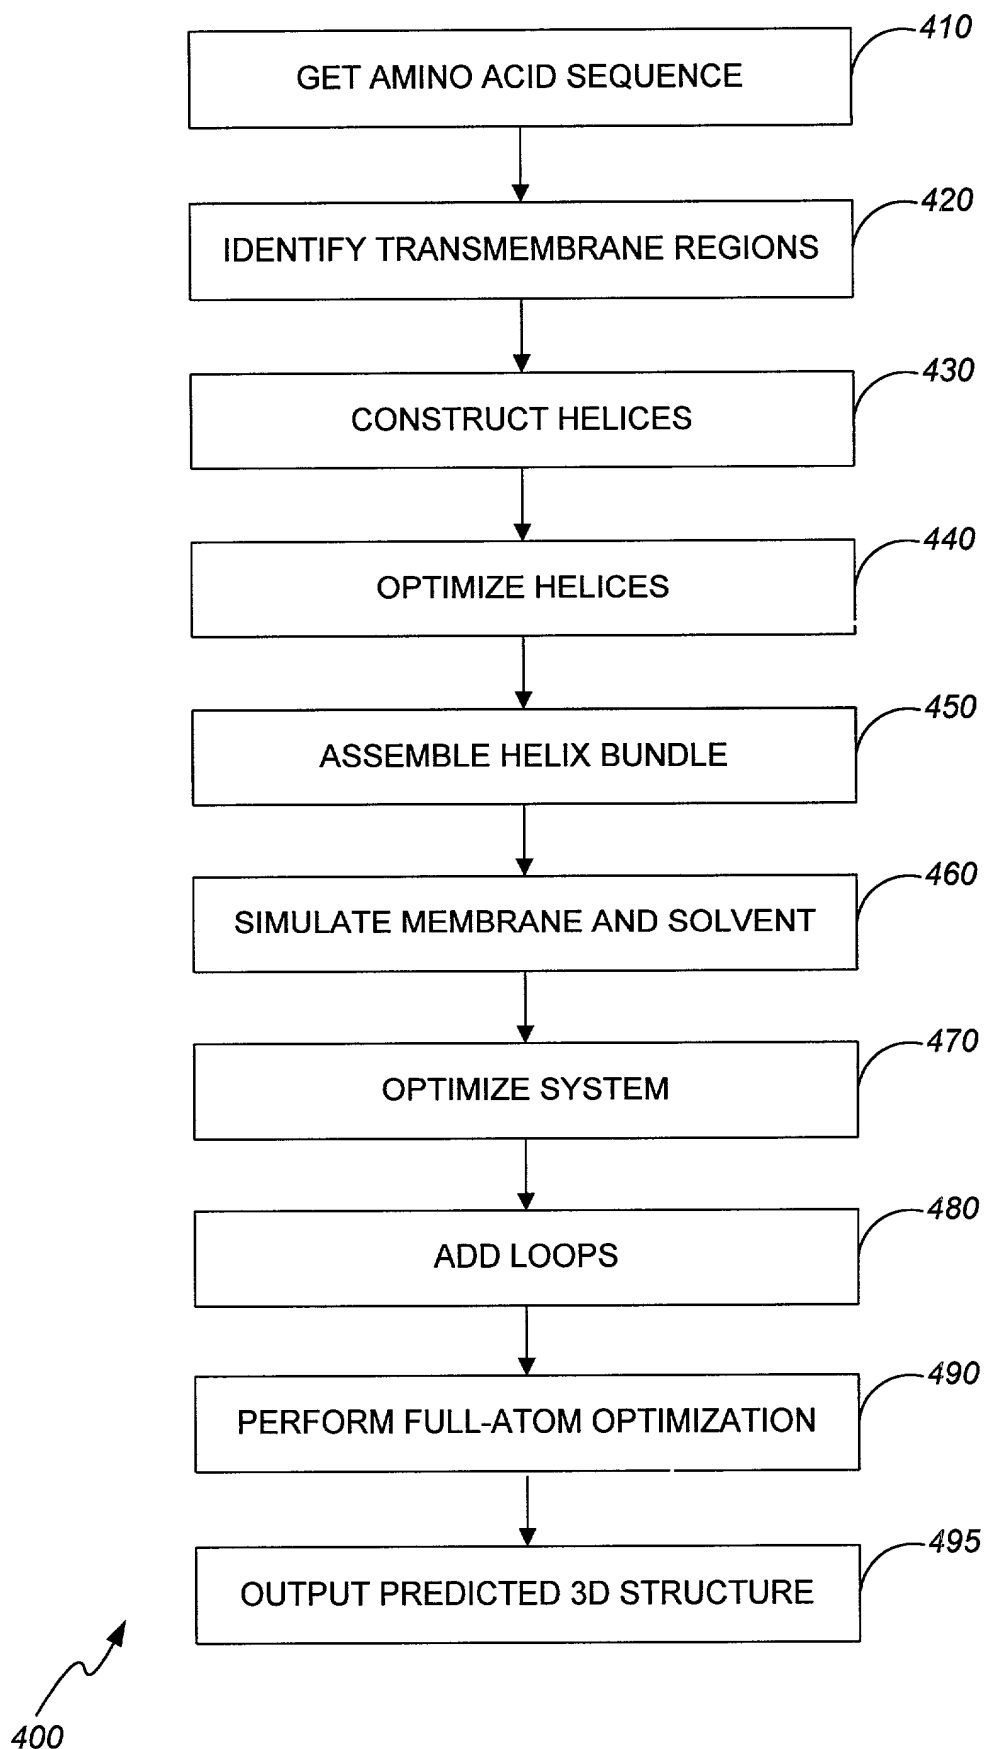 410
GET AMINO ACID SEQUENCE
420
IDENTIFY TRANSMEMBRANE REGIONS
430
CONSTRUCT HELICES
440
OPTIMIZE HELICES
450
ASSEMBLE HELIX BUNDLE
460
SIMULATE MEMBRANE AND SOLVENT
470
OPTIMIZE SYSTEM
480
ADD LOOPS
490
PERFORM FULL-ATOM OPTIMIZATION
495
OUTPUT PREDICTED 3D STRUCTURE
400